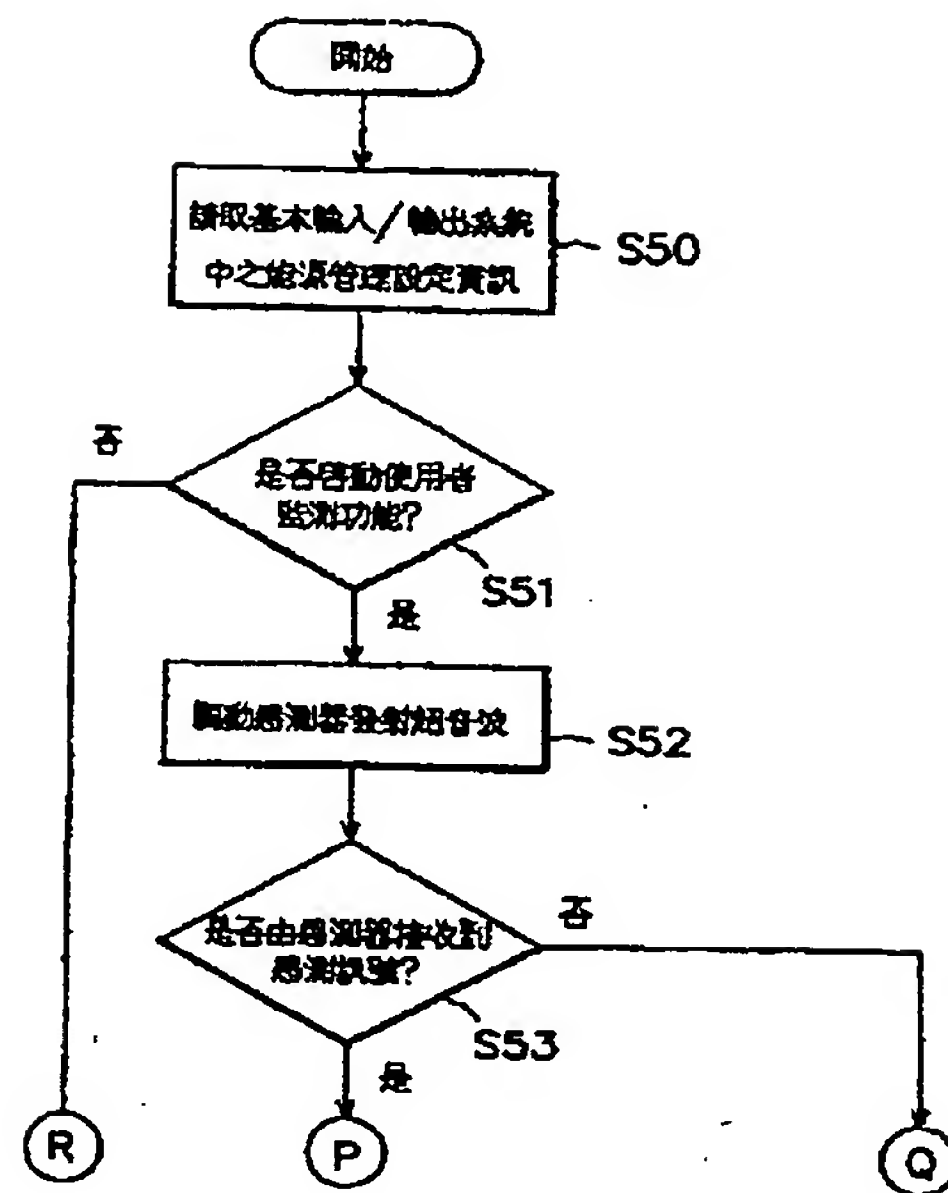 開始
讀取基本輸入／輸出系統
中之能源管理設定資訊
S50
否
是否啓動使用者
監測功能?
S51
是
驅動感測器發射超音波
S52
是否由感測器接收到
感測訊號?
否
S53
是
R
P
Q